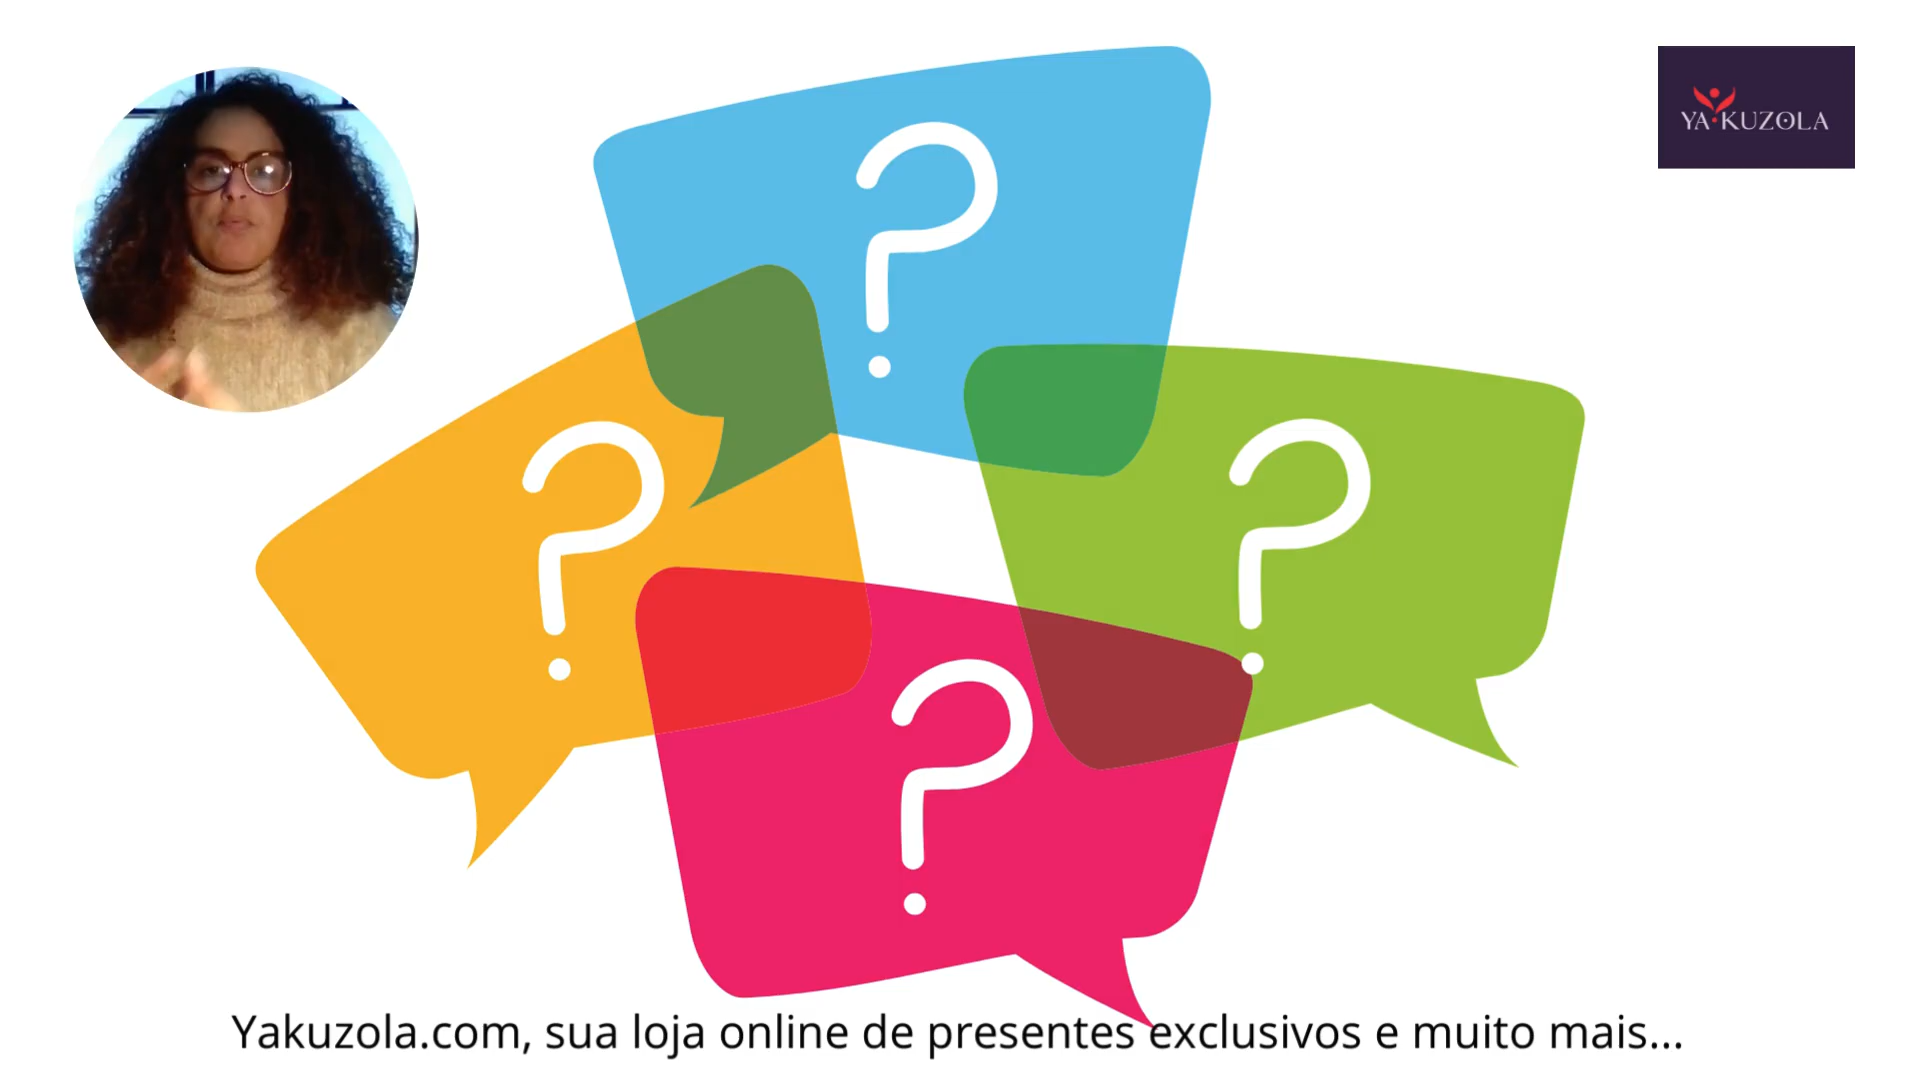 YA·KUZOLA
?
?
?
?
Yakuzola.com, sua loja online de presentes exclusivos e muito mais...